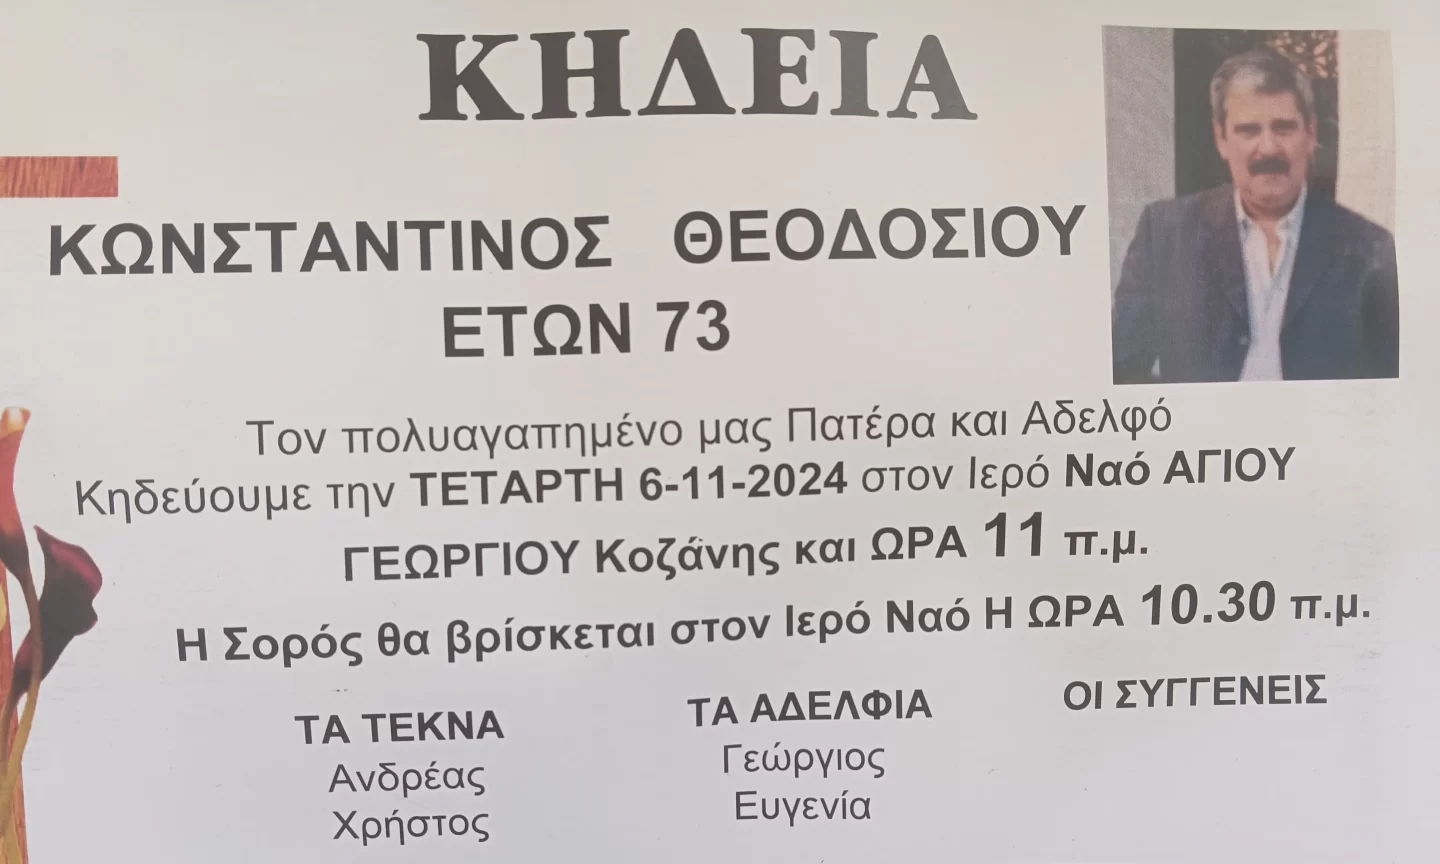 ΚΗΔΕΙΑ
ΚΩΝΣΤΑΝΤΙΝΟΣ ΘΕΟΔΟΣΙΟΥ
ΕΤΩΝ 73
Τον πολυαγαπημένο μας Πατέρα και Αδελφό
Κηδεύουμε την ΤΕΤΑΡΤΗ 6-11-2024 στον Ιερό Ναό ΑΓΙΟΥ
ΓΕΩΡΓΙΟΥ Κοζάνης και ΩΡΑ 11 π.μ.
Η Σορός θα βρίσκεται στον Ιερό Ναό Η ΩΡΑ 10.30 π.μ.
ΤΑ ΤΕΚΝΑ
Ανδρέας
Χρήστος
ΤΑ ΑΔΕΛΦΙΑ
Γεώργιος
Ευγενία
ΟΙ ΣΥΓΓΕΝΕΙΣ